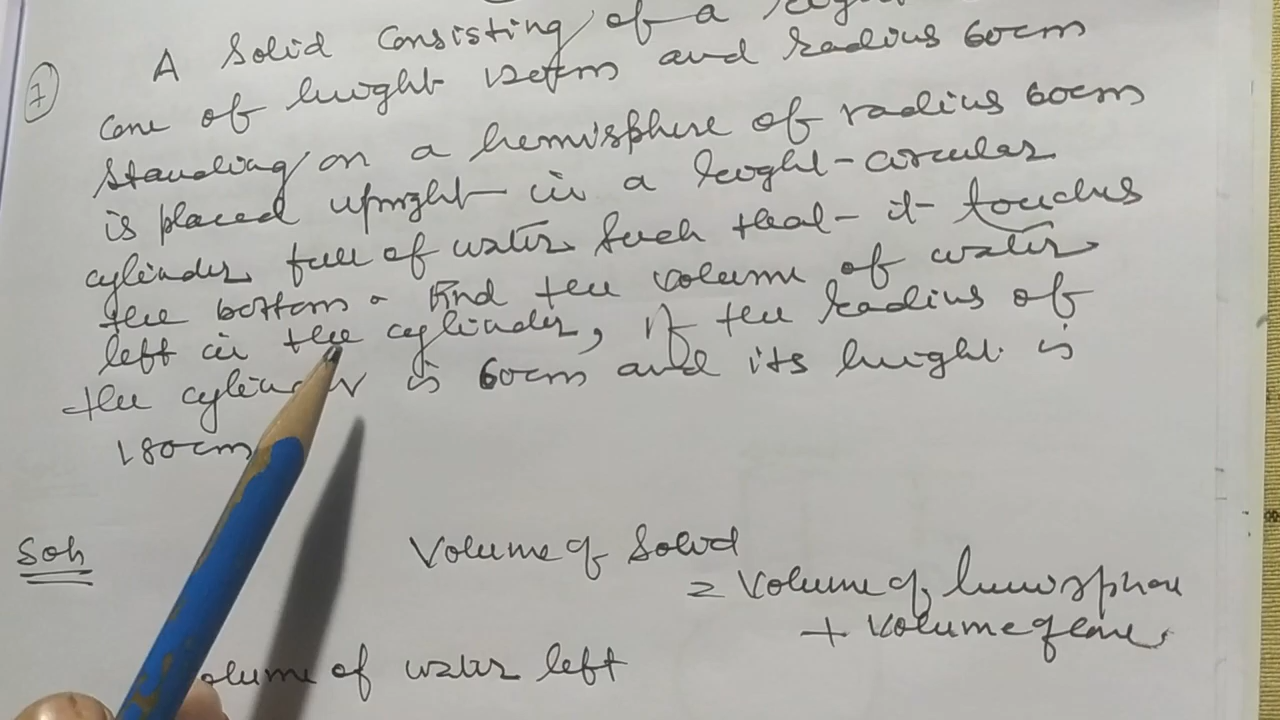 7 A Solid Consisting of a
Cone of height 120cm and radius 60cm
standing on a hemisphere of radius 60cm
is placed upright in a right-circular
cylinder full of water such that it touches
the bottom. Find the volume of water
left in the cylinder, if the radius of
the cylinder is 60cm and its height is
180cm
Soln Volume of Solid
= Volume of hemisphere
+ Volume of cone
olume of water left